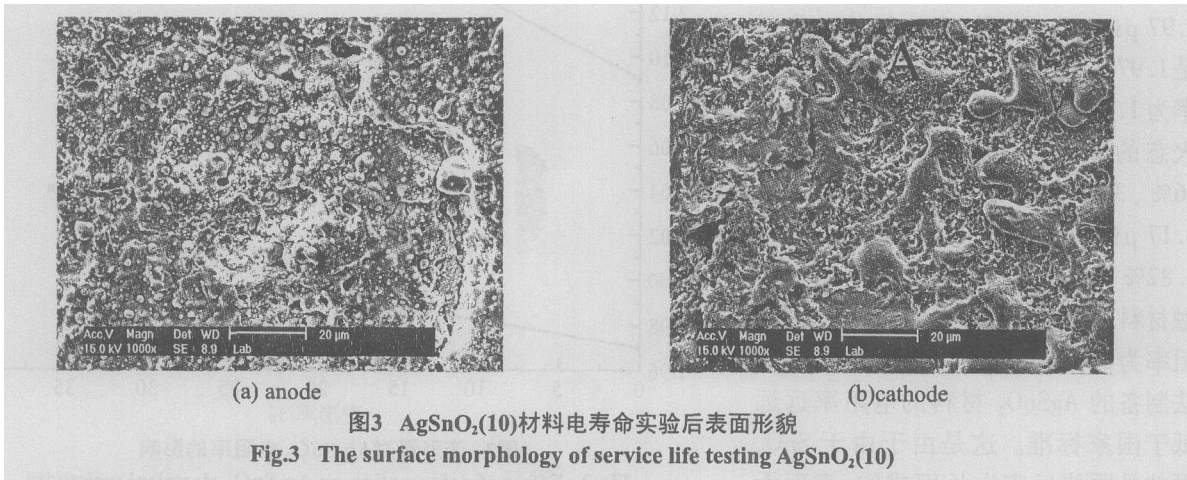 A
Acc.V Magn Det WD 20 μm
15.0 kV 1000x SE 8.9 Lab
Acc.V Magn Det WD 20 μm
15.0 kV 1000x SE 8.9 Lab
(a) anode
(b)cathode
图3 AgSnO₂(10)材料电寿命实验后表面形貌
Fig.3 The surface morphology of service life testing AgSnO₂(10)